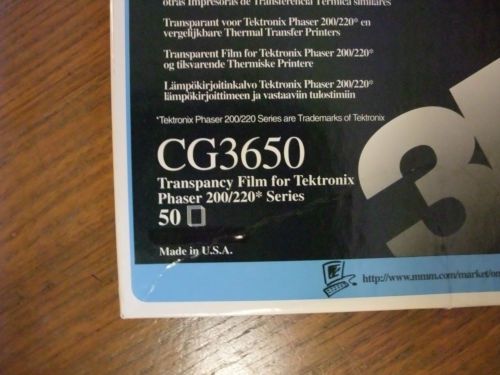 otras Impresoras de Transferencia Térmica similares
Transparant voor Tektronix Phaser 200/220* en
vergelijkbare Thermal Transfer Printers
Transparent Film for Tektronix Phaser 200/220*
og tilsvarende Thermiske Printere
Lämpökirjoitinkalvo Tektronix Phaser 200/220*
lämpökirjoittimeen ja vastaaviin tulostimiin
*Tektronix Phaser 200/220 Series are Trademarks of Tektronix
CG3650
Transpancy Film for Tektronix
Phaser 200/220* Series
50
Made in U.S.A.
3
http://www.mmm.com/market/om